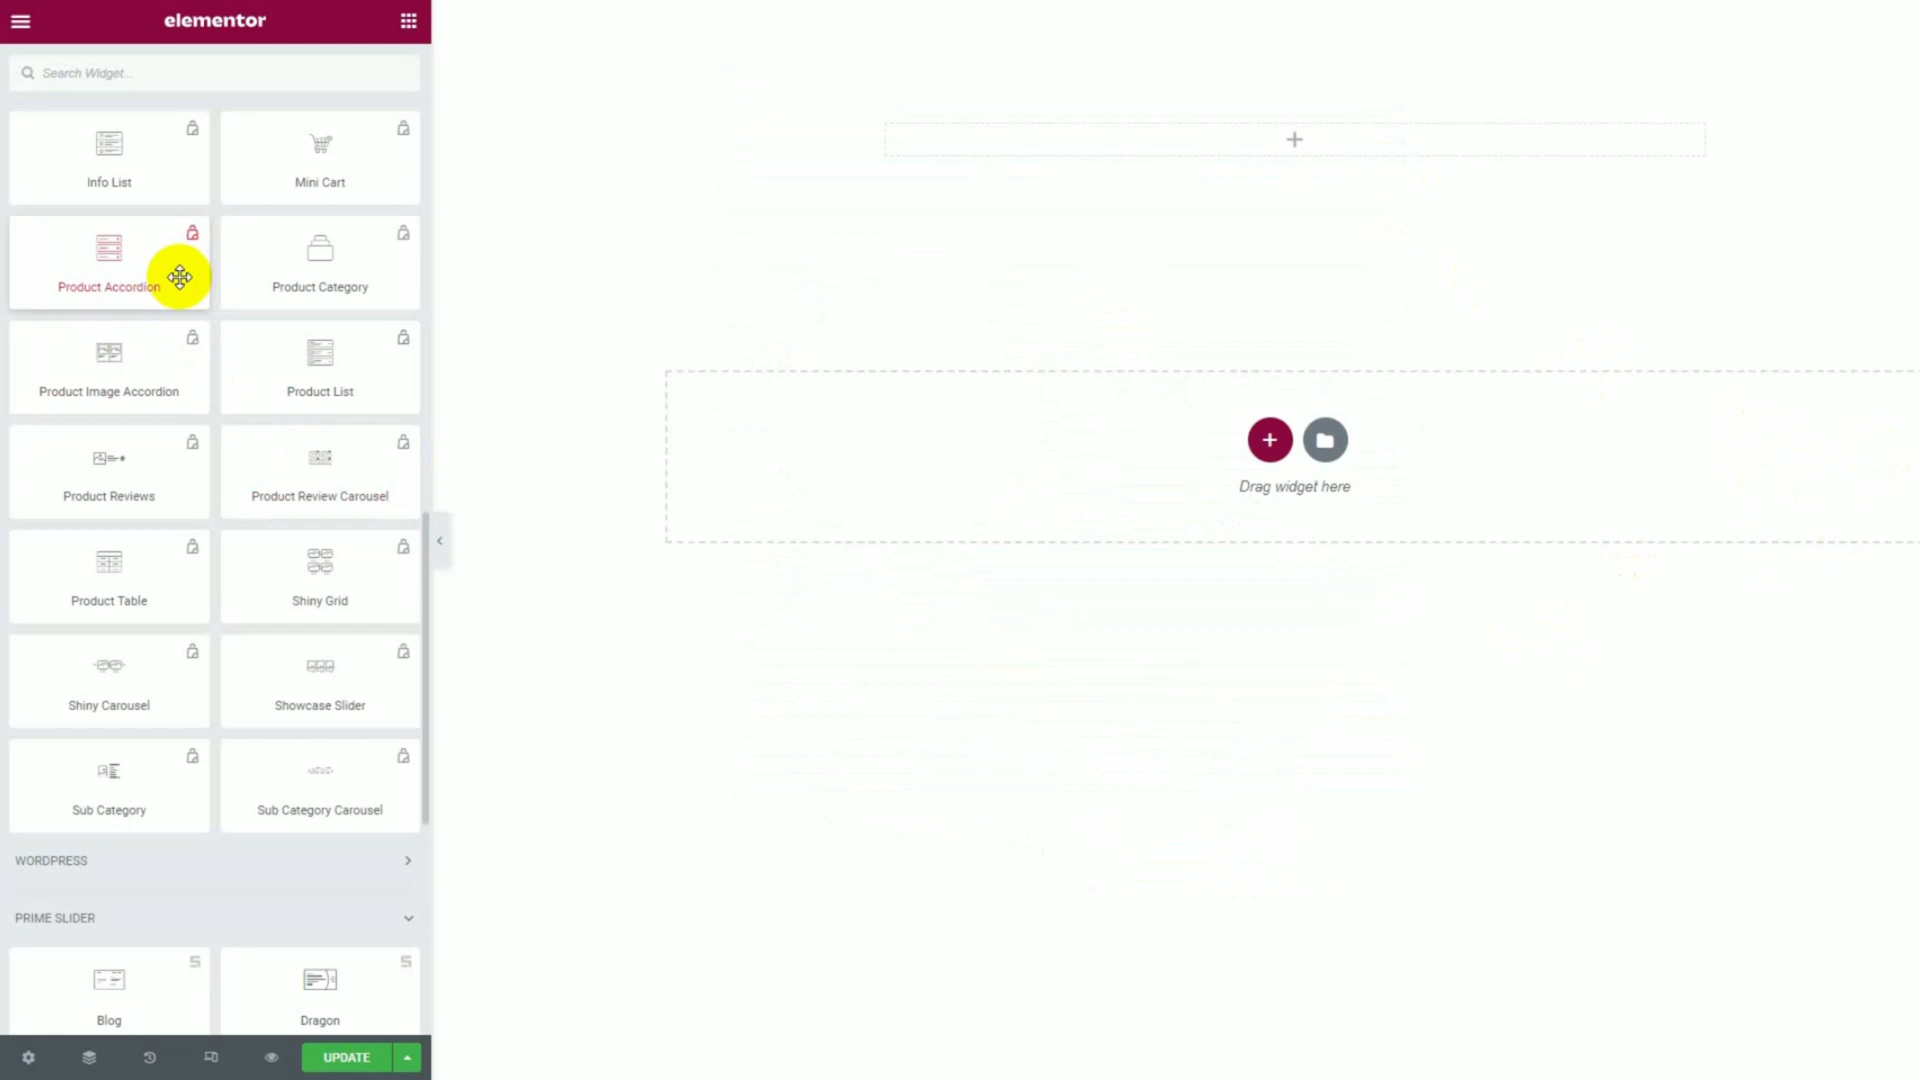 elementor
Search Widget...
Info List
Mini Cart
Product Accordion
Product Category
Product Image Accordion
Product List
Product Reviews
Product Review Carousel
Product Table
Shiny Grid
Shiny Carousel
Showcase Slider
Sub Category
Sub Category Carousel
WORDPRESS
PRIME SLIDER
Blog
Dragon
UPDATE
Drag widget here